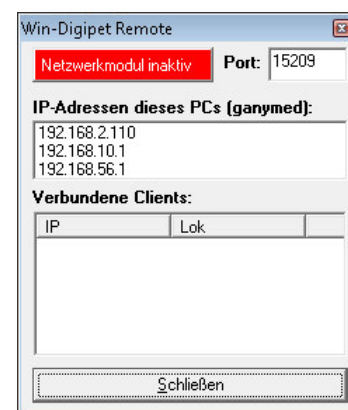 Win-Digipet Remote
Netzwerkmodul inaktiv Port: 15209
IP-Adressen dieses PCs (ganymed):
192.168.2.110
192.168.10.1
192.168.56.1
Verbundene Clients:
IP Lok
Schließen